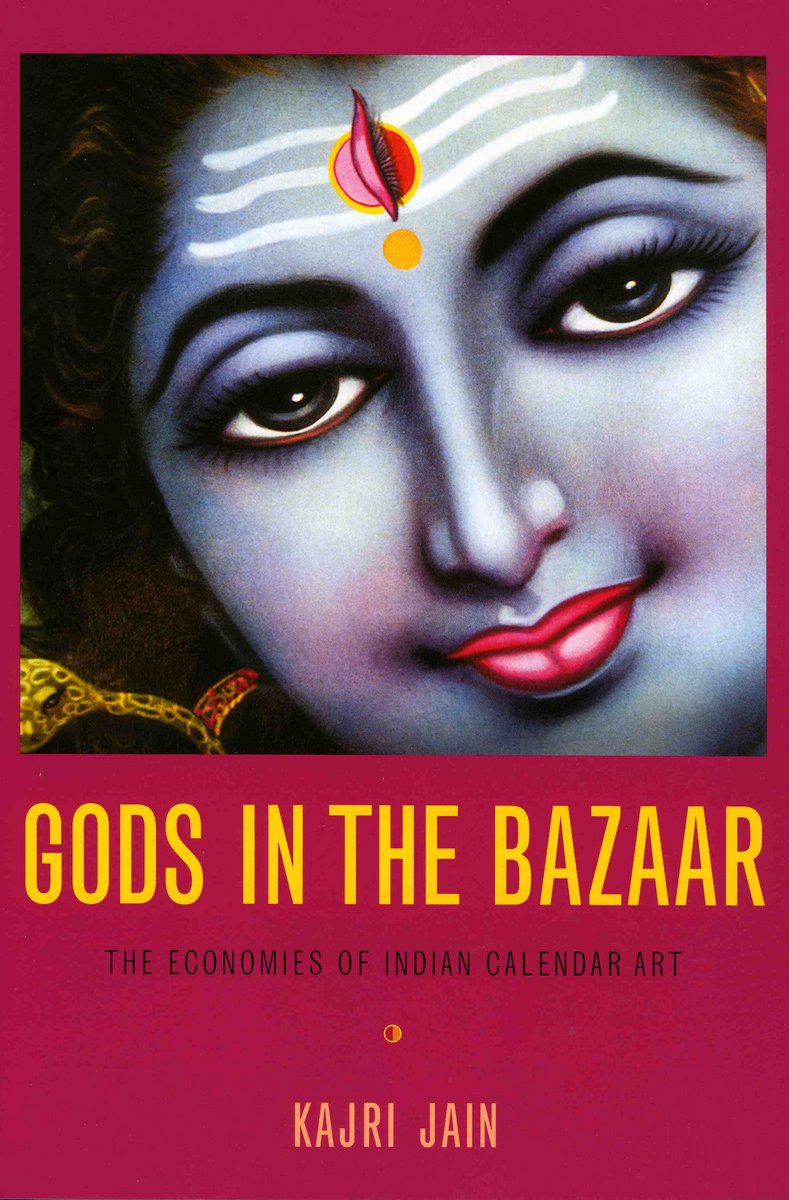 GODS IN THE BAZAAR
THE ECONOMIES OF INDIAN CALENDAR ART
KAJRI JAIN